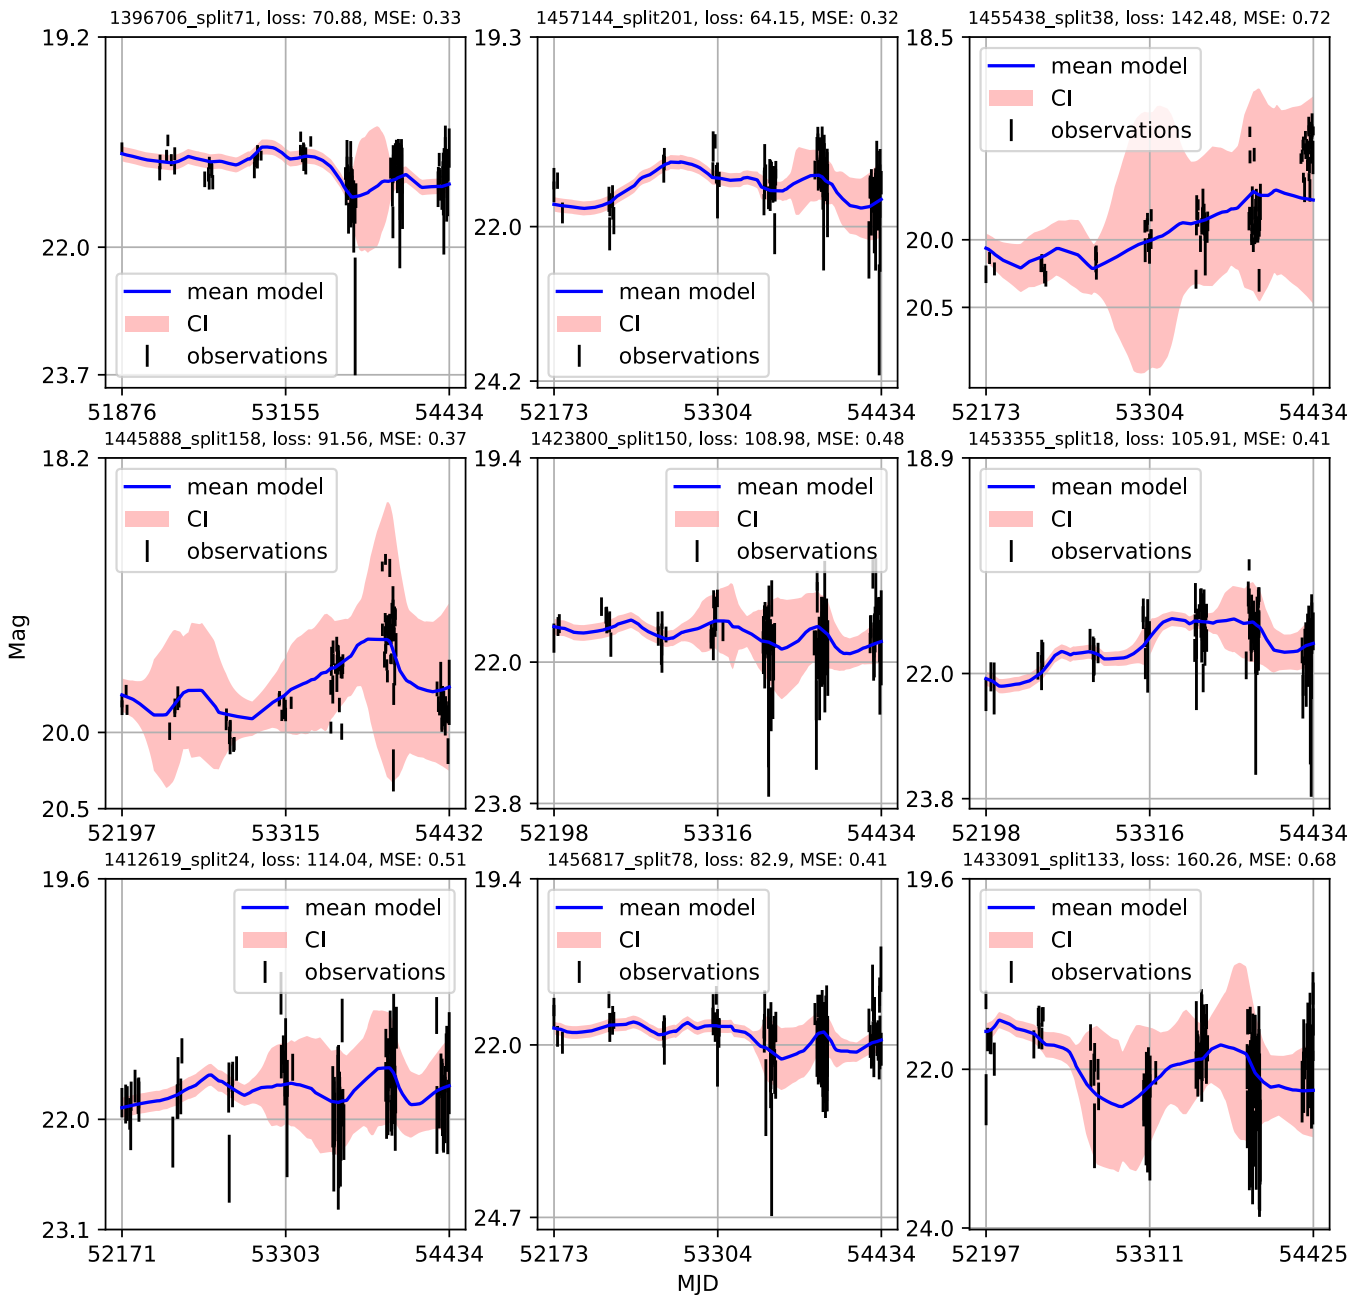 1396706_split71, loss: 70.88, MSE: 0.33
19.2
22.0
23.7
mean model
CI
observations
51876 53155 54434
1457144_split201, loss: 64.15, MSE: 0.32
19.3
22.0
24.2
mean model
CI
observations
52173 53304 54434
1455438_split38, loss: 142.48, MSE: 0.72
18.5
20.0
20.5
mean model
CI
observations
52173 53304 54434
Mag
1445888_split158, loss: 91.56, MSE: 0.37
18.2
20.0
20.5
mean model
CI
observations
52197 53315 54432
1423800_split150, loss: 108.98, MSE: 0.48
19.4
22.0
23.8
mean model
CI
observations
52198 53316 54434
1453355_split18, loss: 105.91, MSE: 0.41
18.9
22.0
23.8
mean model
CI
observations
52198 53316 54434
1412619_split24, loss: 114.04, MSE: 0.51
19.6
22.0
23.1
mean model
CI
observations
52171 53303 54434
1456817_split78, loss: 82.9, MSE: 0.41
19.4
22.0
24.7
mean model
CI
observations
52173 53304 54434
1433091_split133, loss: 160.26, MSE: 0.68
19.6
22.0
24.0
mean model
CI
observations
52197 53311 54425
MJD